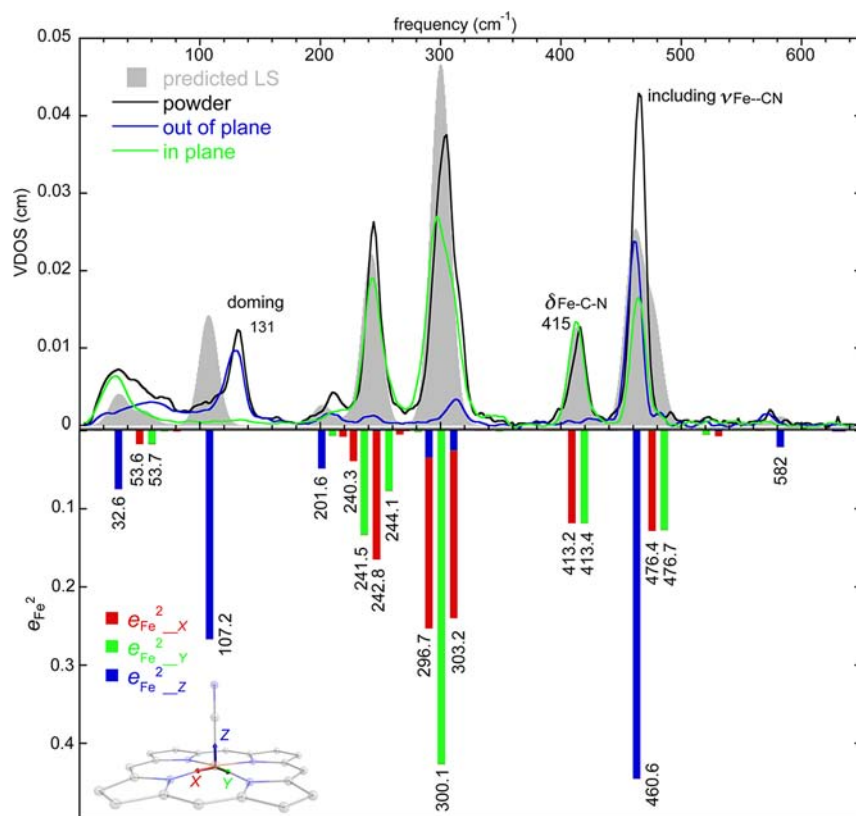 frequency (cm-1)
100 200 300 400 500 600
0.05
0.04
0.03
0.02
0.01
0
VDOS (cm)
predicted LS
powder
out of plane
in plane
including νFe--CN
doming
131
δFe-C-N
415
0.1
0.2
0.3
0.4
eFe2
32.6
53.6
53.7
107.2
201.6
240.3
241.5
242.8
244.1
296.7
300.1
303.2
413.2
413.4
460.6
476.4
476.7
582
eFe2__X
eFe2__Y
eFe2__Z
Z
X
Y